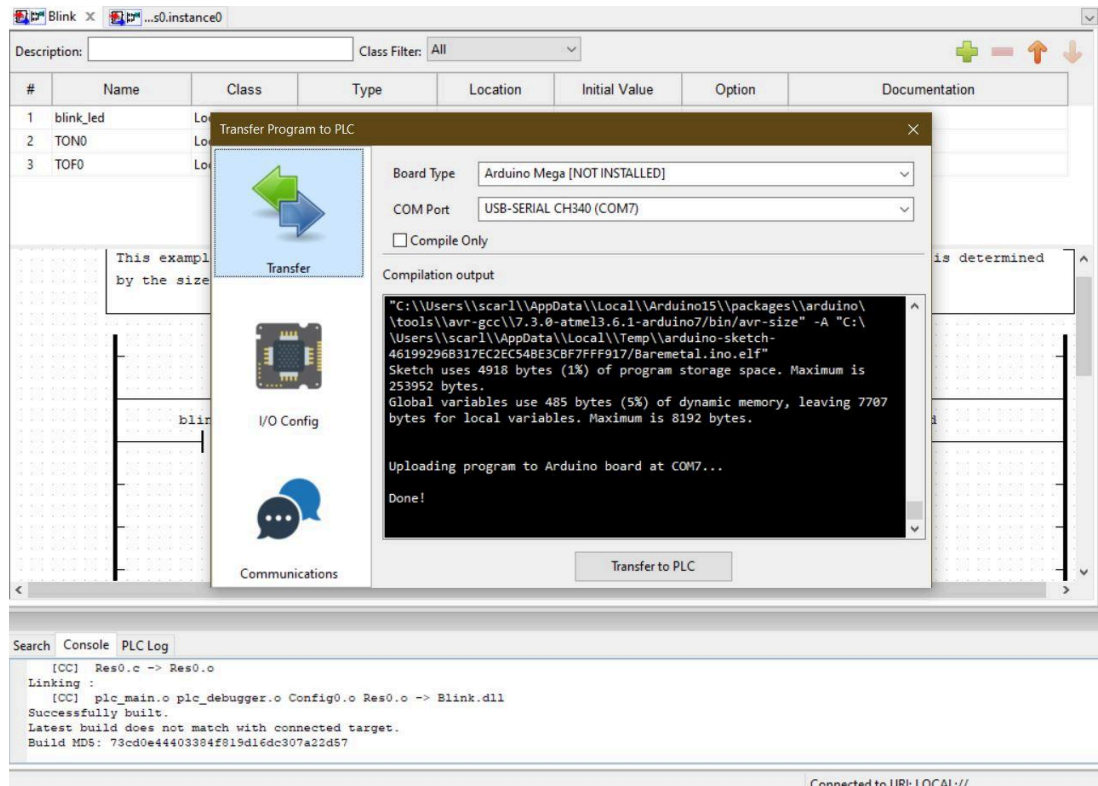 Blink
...s0.instance0
Description:
Class Filter: All
# Name Class Type Location Initial Value Option Documentation
1 blink_led
2 TON0
3 TOF0
Transfer Program to PLC
Transfer
I/O Config
Communications
Board Type Arduino Mega [NOT INSTALLED]
COM Port USB-SERIAL CH340 (COM7)
Compile Only
Compilation output
"C:\\Users\\scarl\\AppData\\Local\\Arduino15\\packages\\arduino\
\tools\\avr-gcc\\7.3.0-atmel3.6.1-arduino7/bin/avr-size" -A "C:\
\Users\\scarl\\AppData\\Local\\Temp\\arduino-sketch-
46199296B317EC2EC54BE3CBF7FFF917/Baremetal.ino.elf"
Sketch uses 4918 bytes (1%) of program storage space. Maximum is
253952 bytes.
Global variables use 485 bytes (5%) of dynamic memory, leaving 7707
bytes for local variables. Maximum is 8192 bytes.
Uploading program to Arduino board at COM7...
Done!
Transfer to PLC
This exampl
is determined
by the size
blin
Search Console PLC Log
[CC] Res0.c -> Res0.o
Linking :
[CC] plc_main.o plc_debugger.o Config0.o Res0.o -> Blink.dll
Successfully built.
Latest build does not match with connected target.
Build MD5: 73cd0e44403384f819d16dc307a22d57
Connected to URI: LOCAL://